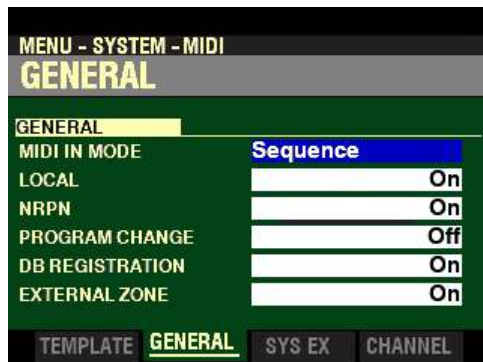 MENU - SYSTEM - MIDI
GENERAL
GENERAL
MIDI IN MODE Sequence
LOCAL On
NRPN On
PROGRAM CHANGE Off
DB REGISTRATION On
EXTERNAL ZONE On
TEMPLATE GENERAL SYS EX CHANNEL